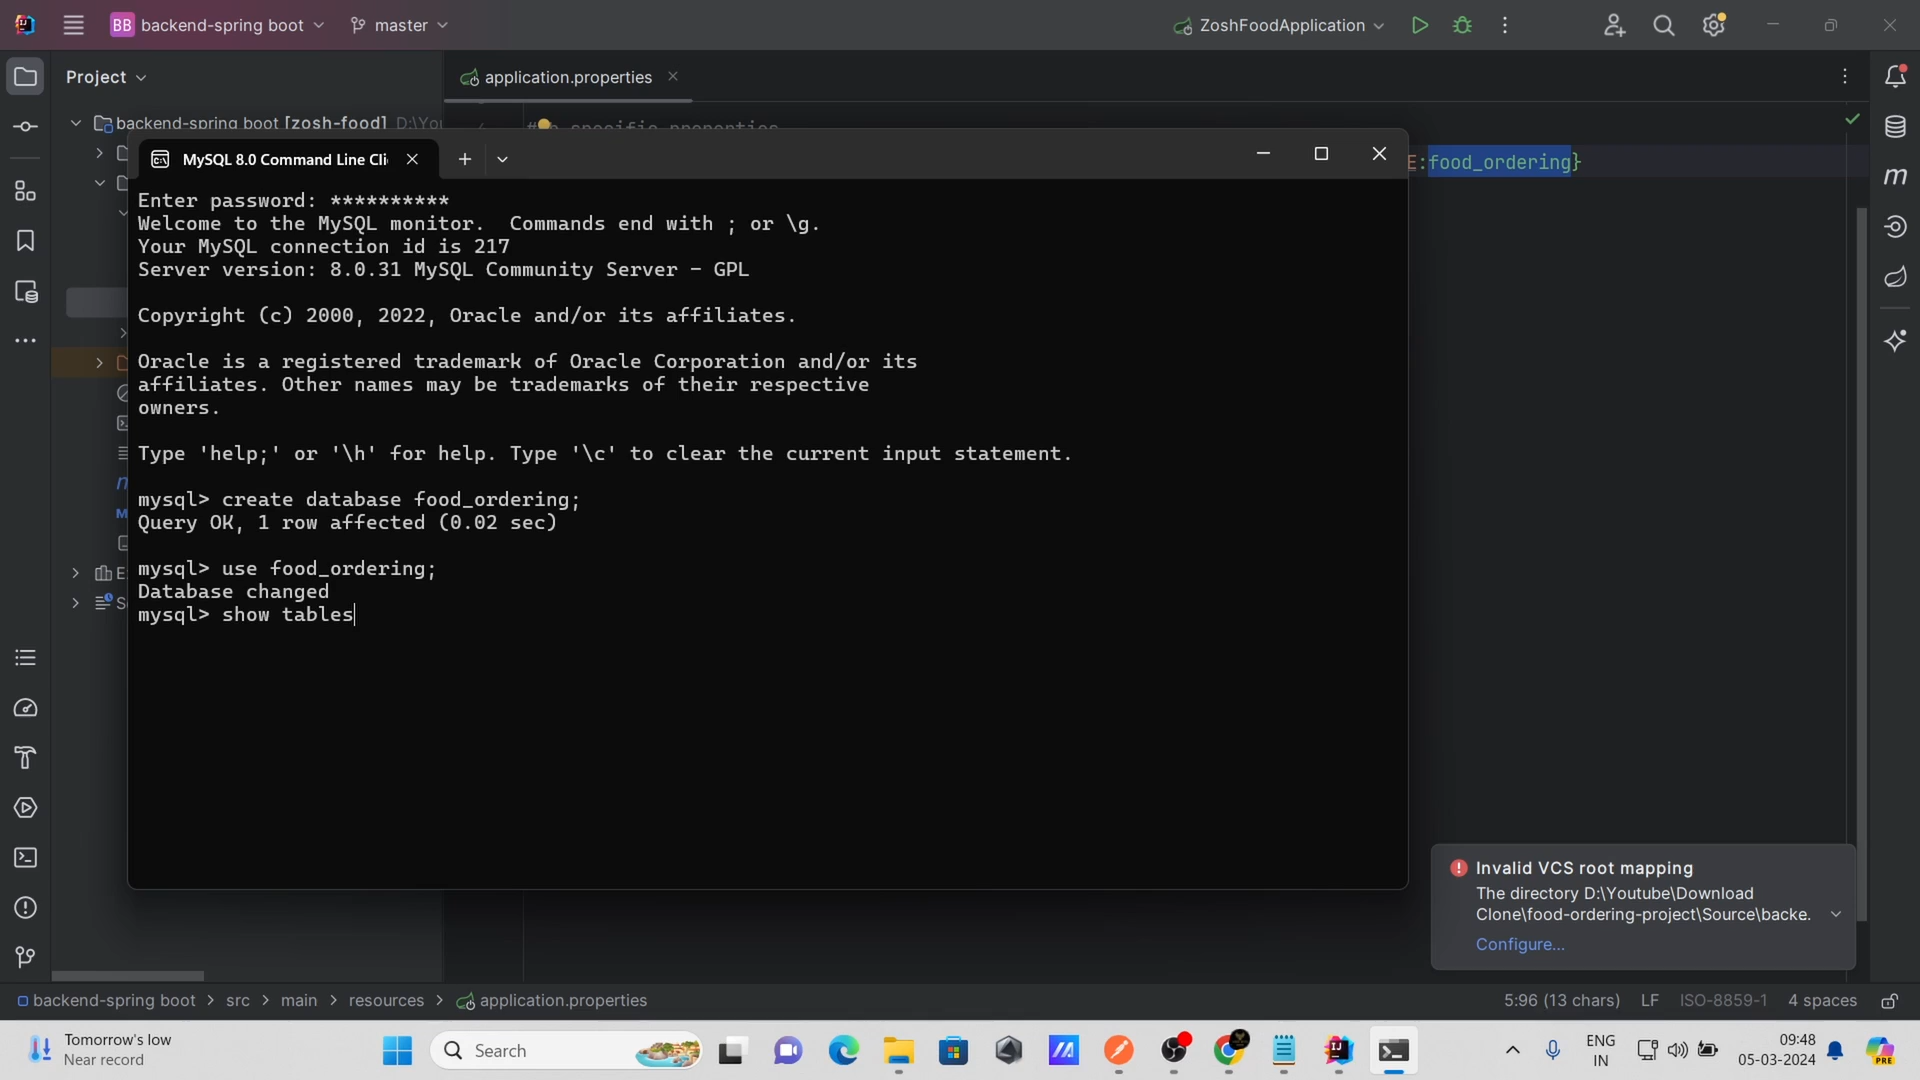 BB backend-spring boot
master
ZoshFoodApplication
Project
application.properties
backend-spring boot [zosh-food] D:\Yo
MySQL 8.0 Command Line Cli
E:food_ordering}
m
Enter password: **********
Welcome to the MySQL monitor.  Commands end with ; or \g.
Your MySQL connection id is 217
Server version: 8.0.31 MySQL Community Server - GPL
Copyright (c) 2000, 2022, Oracle and/or its affiliates.
Oracle is a registered trademark of Oracle Corporation and/or its
affiliates. Other names may be trademarks of their respective
owners.
Type 'help;' or '\h' for help. Type '\c' to clear the current input statement.
mysql> create database food_ordering;
Query OK, 1 row affected (0.02 sec)
mysql> use food_ordering;
Database changed
mysql> show tables
Invalid VCS root mapping
The directory D:\Youtube\Download
Clone\food-ordering-project\Source\backe.
Configure...
backend-spring boot > src > main > resources > application.properties
5:96 (13 chars) LF ISO-8859-1 4 spaces
Tomorrow's low
Near record
Search
ENG
IN
09:48
05-03-2024
PRE